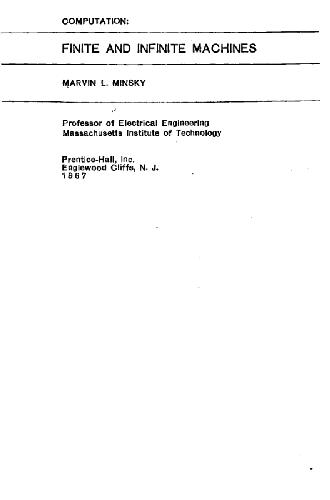 COMPUTATION:
FINITE AND INFINITE MACHINES
MARVIN L. MINSKY
Professor of Electrical Engineering
Massachusetts Institute of Technology
Prentice-Hall, Inc.
Englewood Cliffs, N. J.
1967